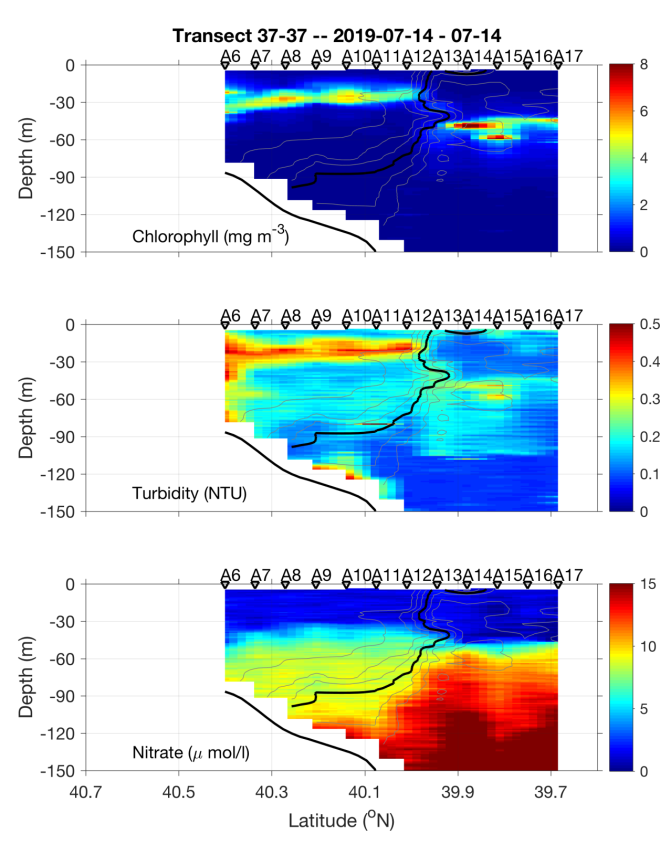 Transect 37-37 -- 2019-07-14 - 07-14
A6 A7 A8 A9 A10 A11 A12 A13 A14 A15 A16 A17
0
-30
-60
-90
-120
-150
Depth (m)
Chlorophyll (mg m-3)
8
6
4
2
0
A6 A7 A8 A9 A10 A11 A12 A13 A14 A15 A16 A17
0
-30
-60
-90
-120
-150
Depth (m)
Turbidity (NTU)
0.5
0.4
0.3
0.2
0.1
0
A6 A7 A8 A9 A10 A11 A12 A13 A14 A15 A16 A17
0
-30
-60
-90
-120
-150
Depth (m)
Nitrate (μ mol/l)
15
10
5
0
40.7 40.5 40.3 40.1 39.9 39.7
Latitude (oN)